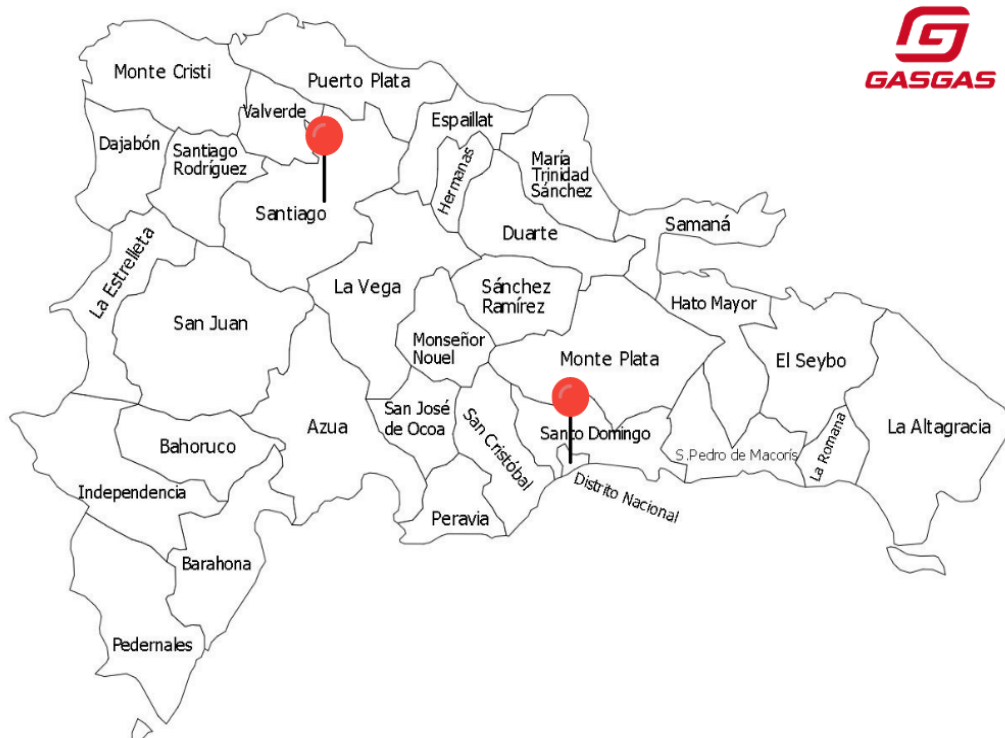 GASGAS
Monte Cristi
Puerto Plata
Valverde
Espaillat
Dajabón
Santiago
Rodríguez
Hermanas
María
Trinidad
Sánchez
Santiago
Duarte
Samaná
La Estrelleta
La Vega
Sánchez
Ramírez
Hato Mayor
San Juan
Monseñor
Nouel
Monte Plata
El Seybo
Azua
San José
de Ocoa
San Cristóbal
Santo Domingo
La Altagracia
Bahoruco
S.Pedro de Macorís
La Romana
Independencia
Distrito Nacional
Peravia
Barahona
Pedernales